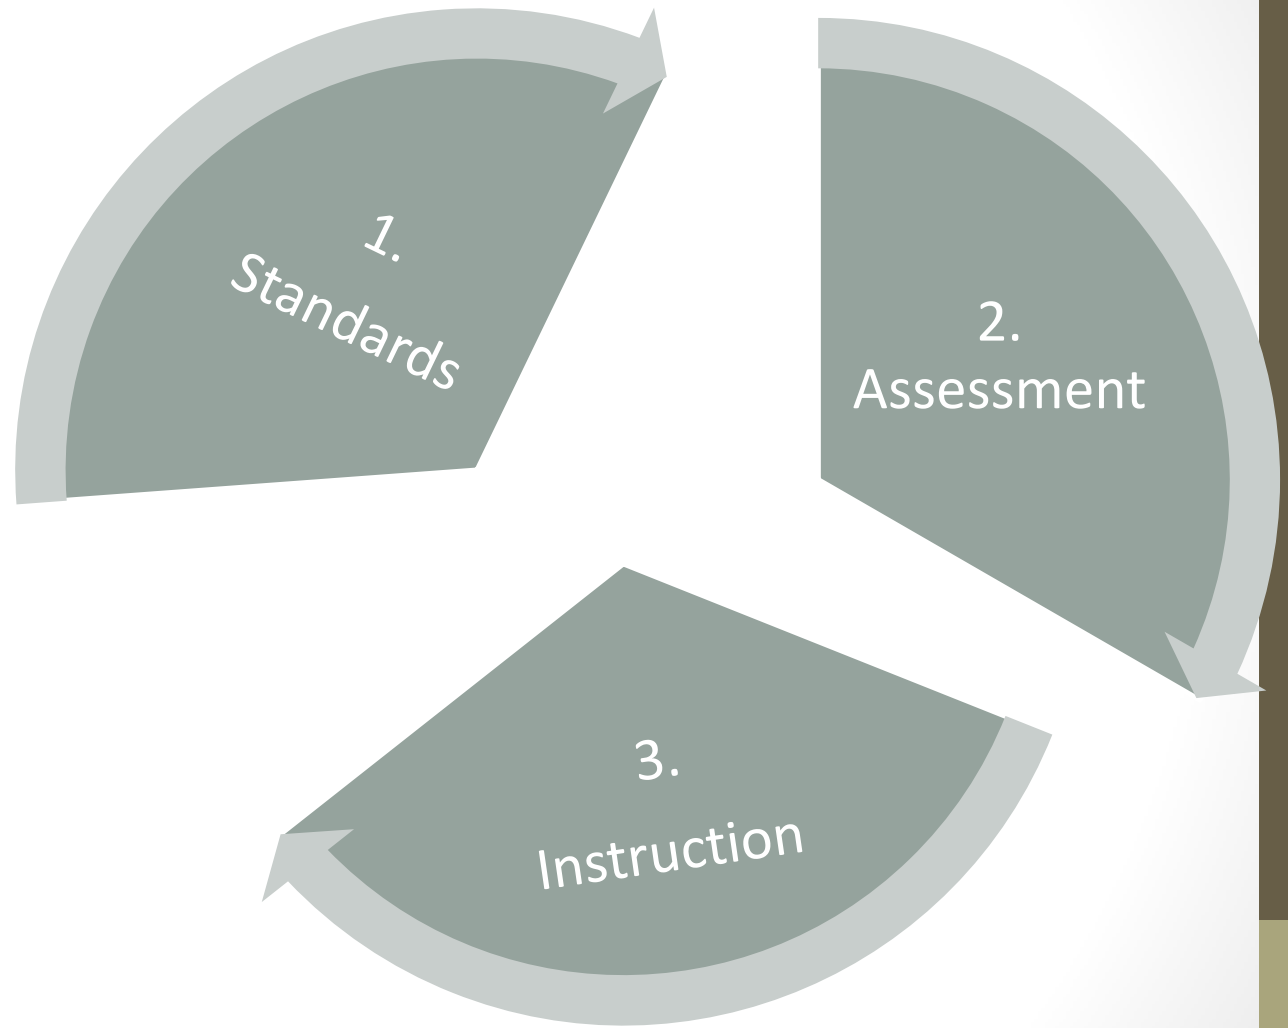 1.
Standards
2.
Assessment
3.
Instruction